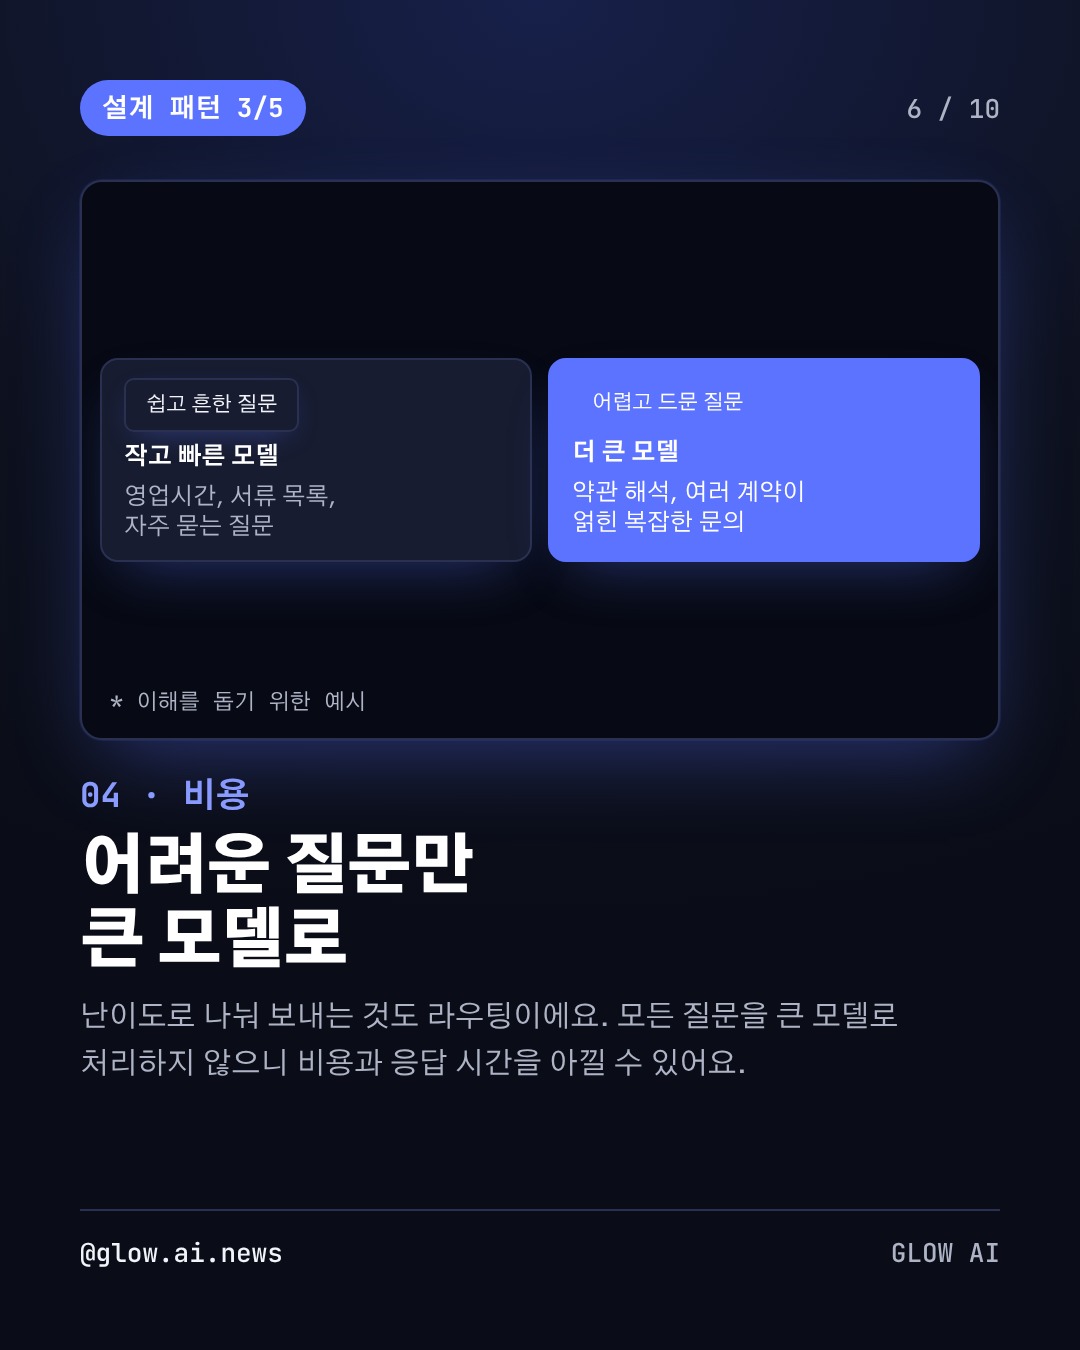 설계 패턴 3/5
6 / 10
쉽고 흔한 질문
작고 빠른 모델
영업시간, 서류 목록,
자주 묻는 질문
어렵고 드문 질문
더 큰 모델
약관 해석, 여러 계약이
얽힌 복잡한 문의
* 이해를 돕기 위한 예시
04 · 비용
어려운 질문만
큰 모델로
난이도로 나눠 보내는 것도 라우팅이에요. 모든 질문을 큰 모델로
처리하지 않으니 비용과 응답 시간을 아낄 수 있어요.
@glow.ai.news
GLOW AI